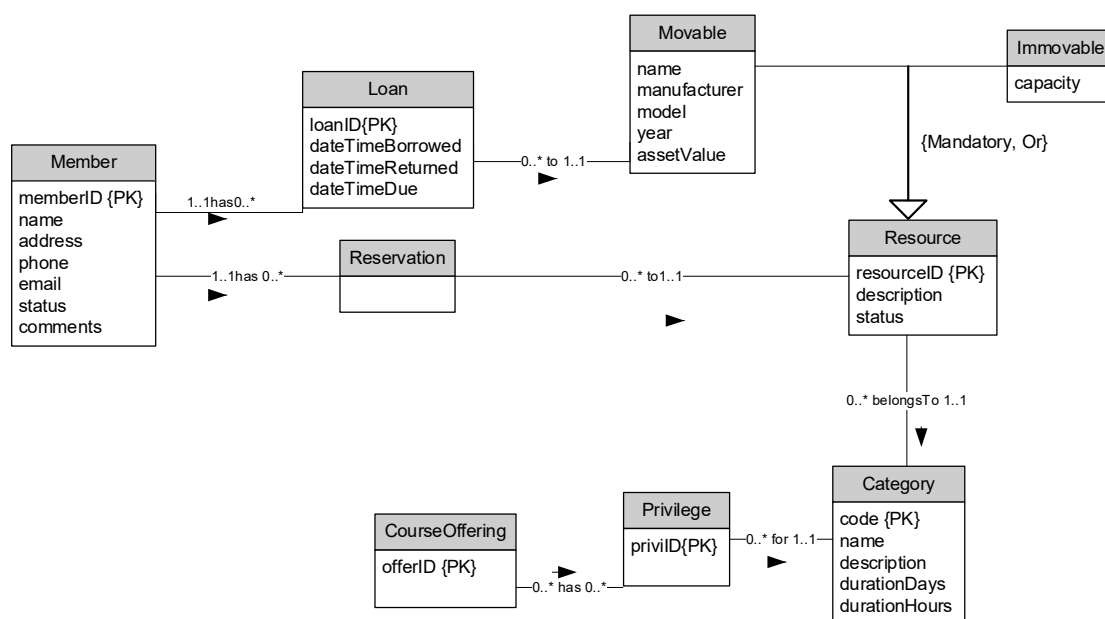 Movable
name
manufacturer
model
year
assetValue
Immovable
capacity
{Mandatory, Or}
Loan
loanID{PK}
dateTimeBorrowed
dateTimeReturned
dateTimeDue
0..* to 1..1
Member
memberID {PK}
name
address
phone
email
status
comments
1..1has0..*
1..1has 0..*
Reservation
0..* to1..1
Resource
resourceID {PK}
description
status
0..* belongsTo 1..1
Category
code {PK}
name
description
durationDays
durationHours
Privilege
priviID{PK}
0..* for 1..1
CourseOffering
offerID {PK}
0..* has 0..*